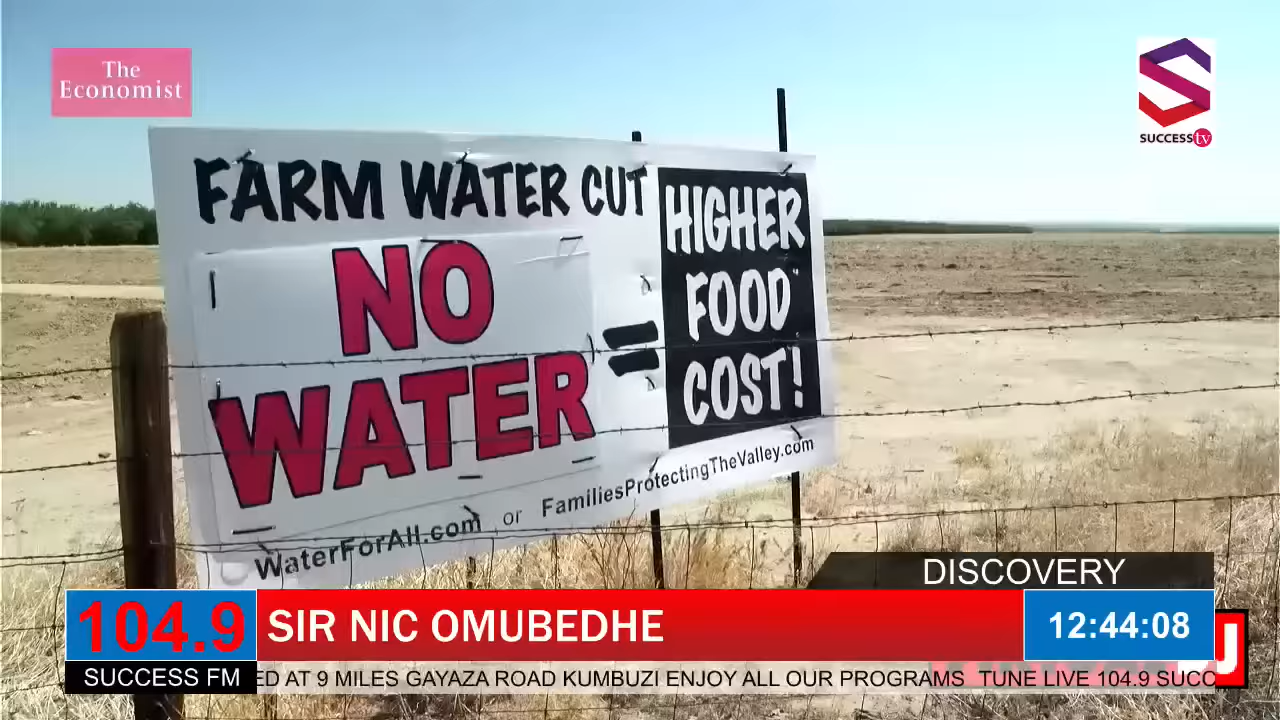 The
Economist
SUCCESS tv
FARM WATER CUT
NO
WATER
=
HIGHER
FOOD
COST!
WaterForAll.com or FamiliesProtectingTheValley.com
DISCOVERY
104.9
SIR NIC OMUBEDHE
12:44:08
SUCCESS FM
ED AT 9 MILES GAYAZA ROAD KUMBUZI ENJOY ALL OUR PROGRAMS TUNE LIVE 104.9 SUCC